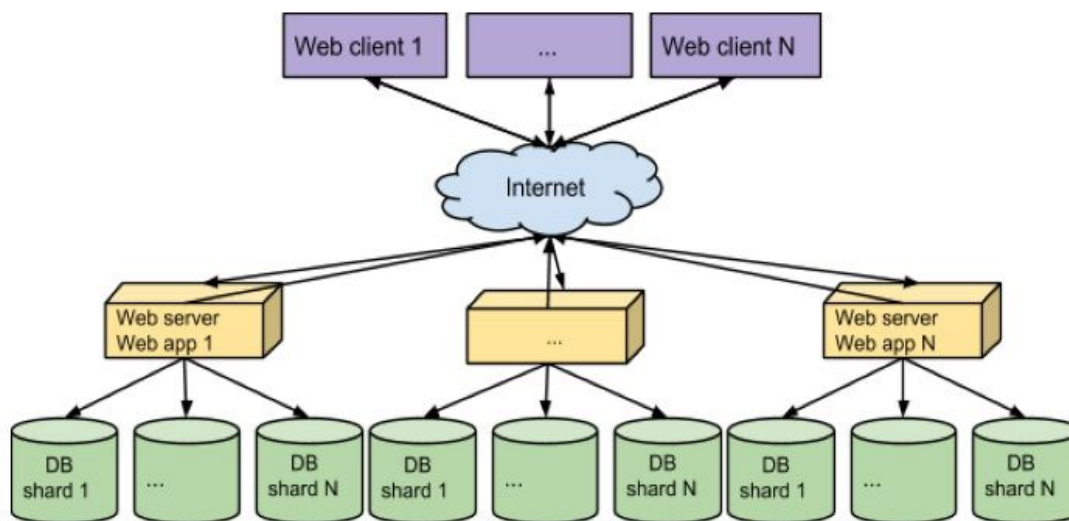 Web client 1
...
Web client N
Internet
Web server
Web app 1
...
Web server
Web app N
DB
shard 1
...
DB
shard N
DB
shard 1
...
DB
shard N
DB
shard 1
...
DB
shard N